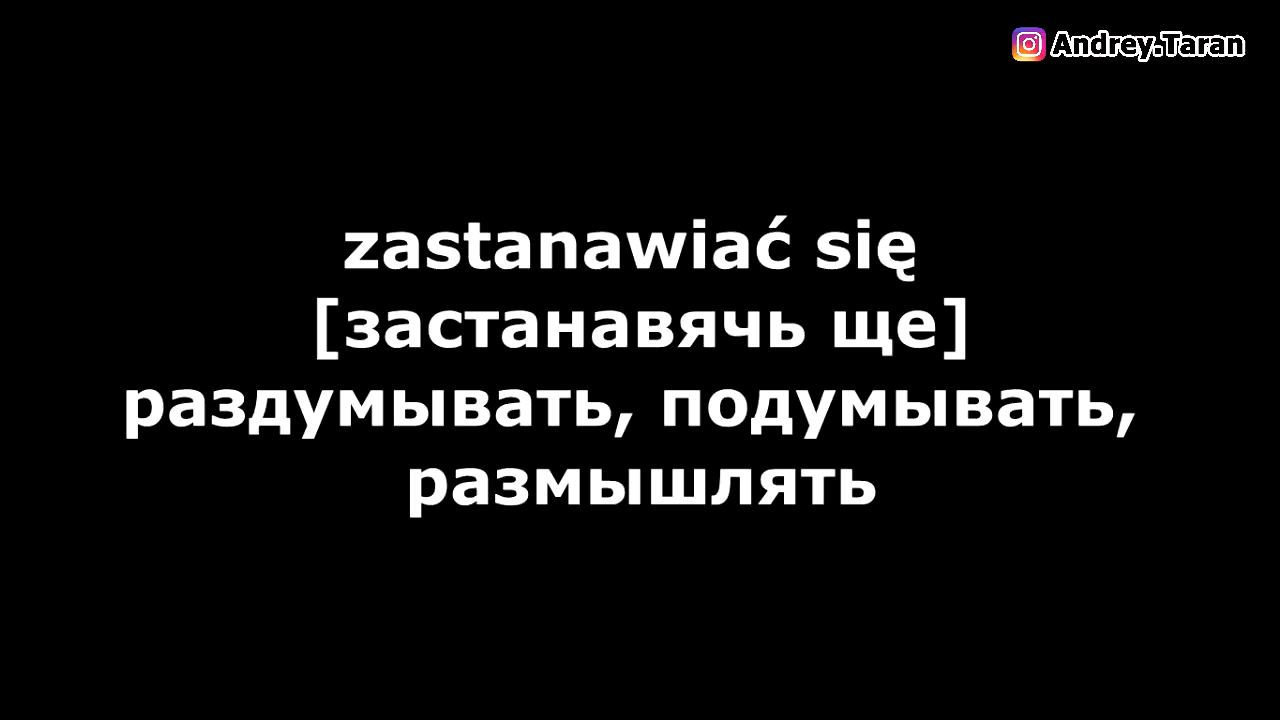 Andrey.Taran
zastanawiać się
[застанавячь ще]
раздумывать, подумывать,
размышлять